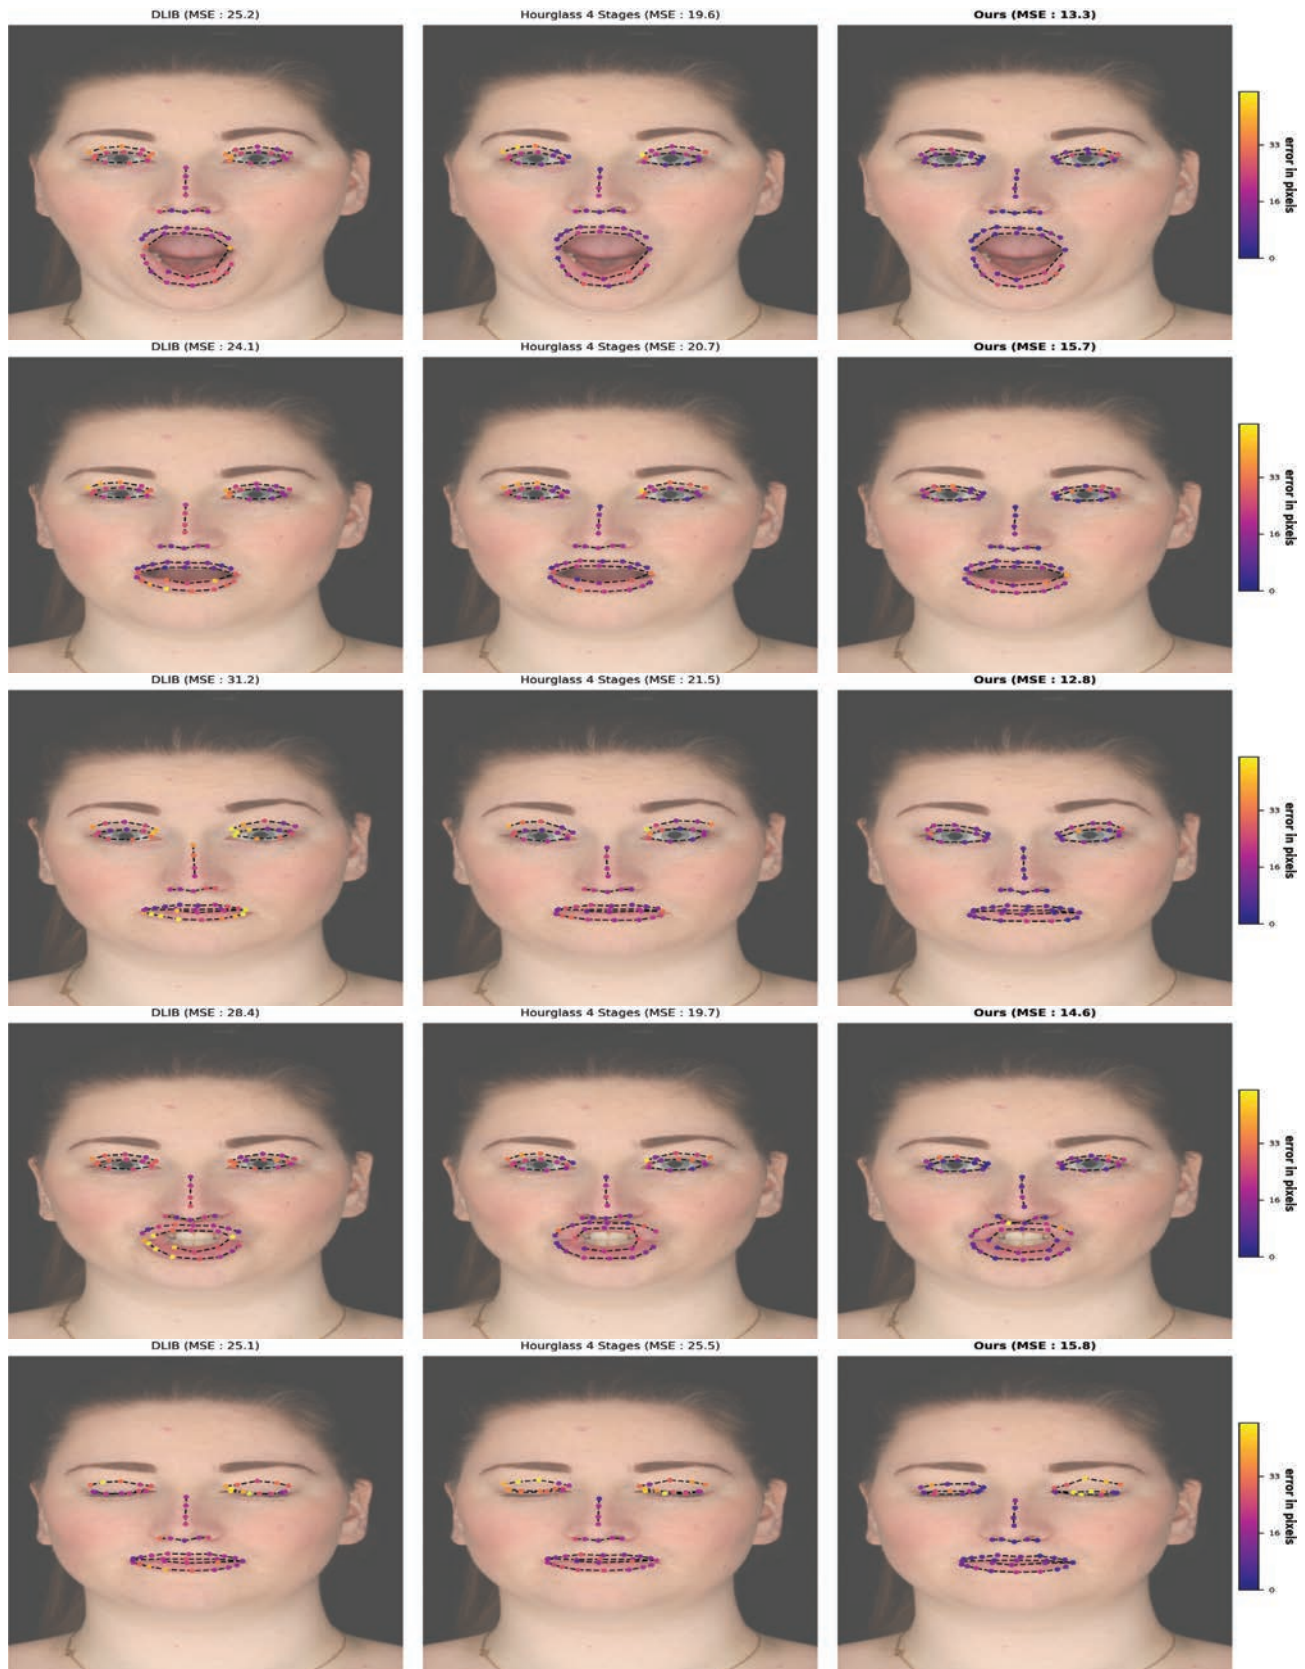 DLIB (MSE : 25.2) Hourglass 4 Stages (MSE : 19.6) Ours (MSE : 13.3)
33
16
0
error in pixels
DLIB (MSE : 24.1) Hourglass 4 Stages (MSE : 20.7) Ours (MSE : 15.7)
33
16
0
error in pixels
DLIB (MSE : 31.2) Hourglass 4 Stages (MSE : 21.5) Ours (MSE : 12.8)
33
16
0
error in pixels
DLIB (MSE : 28.4) Hourglass 4 Stages (MSE : 19.7) Ours (MSE : 14.6)
33
16
0
error in pixels
DLIB (MSE : 25.1) Hourglass 4 Stages (MSE : 25.5) Ours (MSE : 15.8)
33
16
0
error in pixels